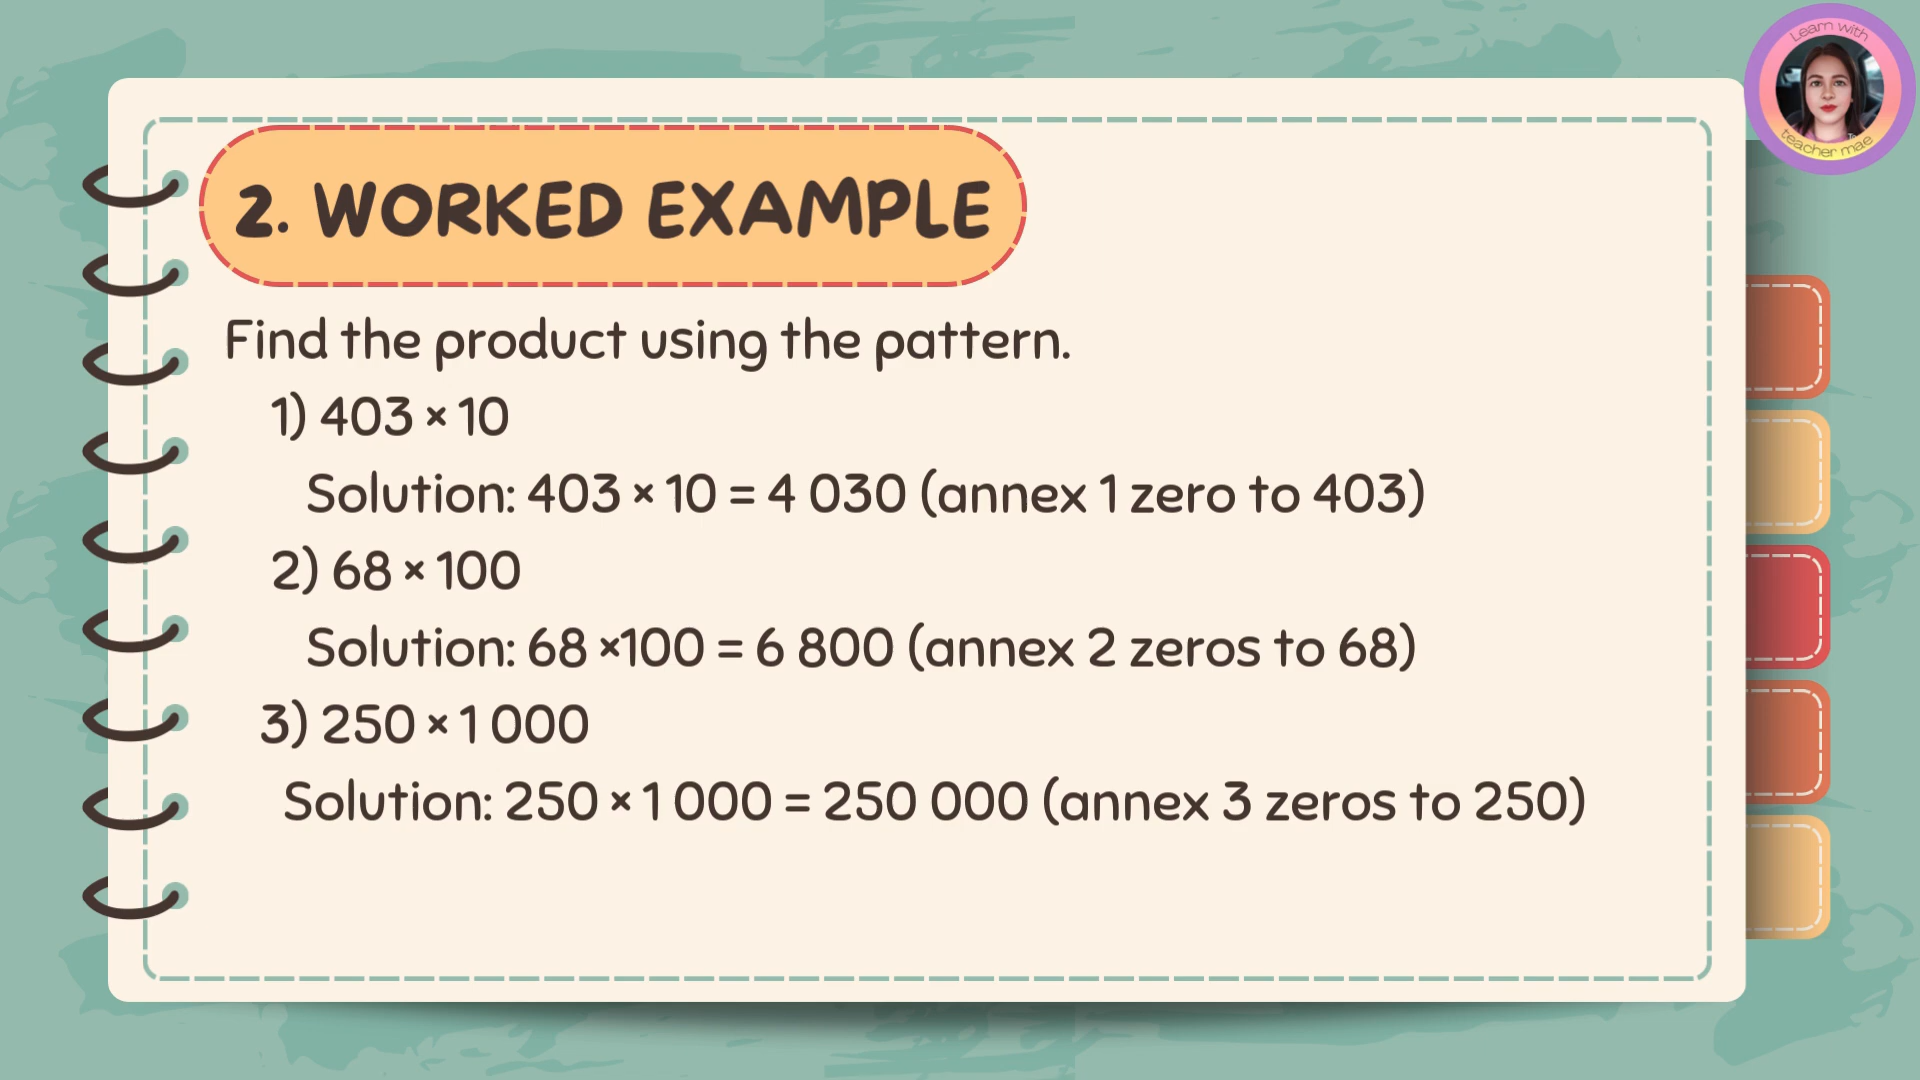 Learn with
teacher mae
2. WORKED EXAMPLE
Find the product using the pattern.
1) 403 × 10
Solution: 403 × 10 = 4 030 (annex 1 zero to 403)
2) 68 × 100
Solution: 68 ×100 = 6 800 (annex 2 zeros to 68)
3) 250 × 1 000
Solution: 250 × 1 000 = 250 000 (annex 3 zeros to 250)